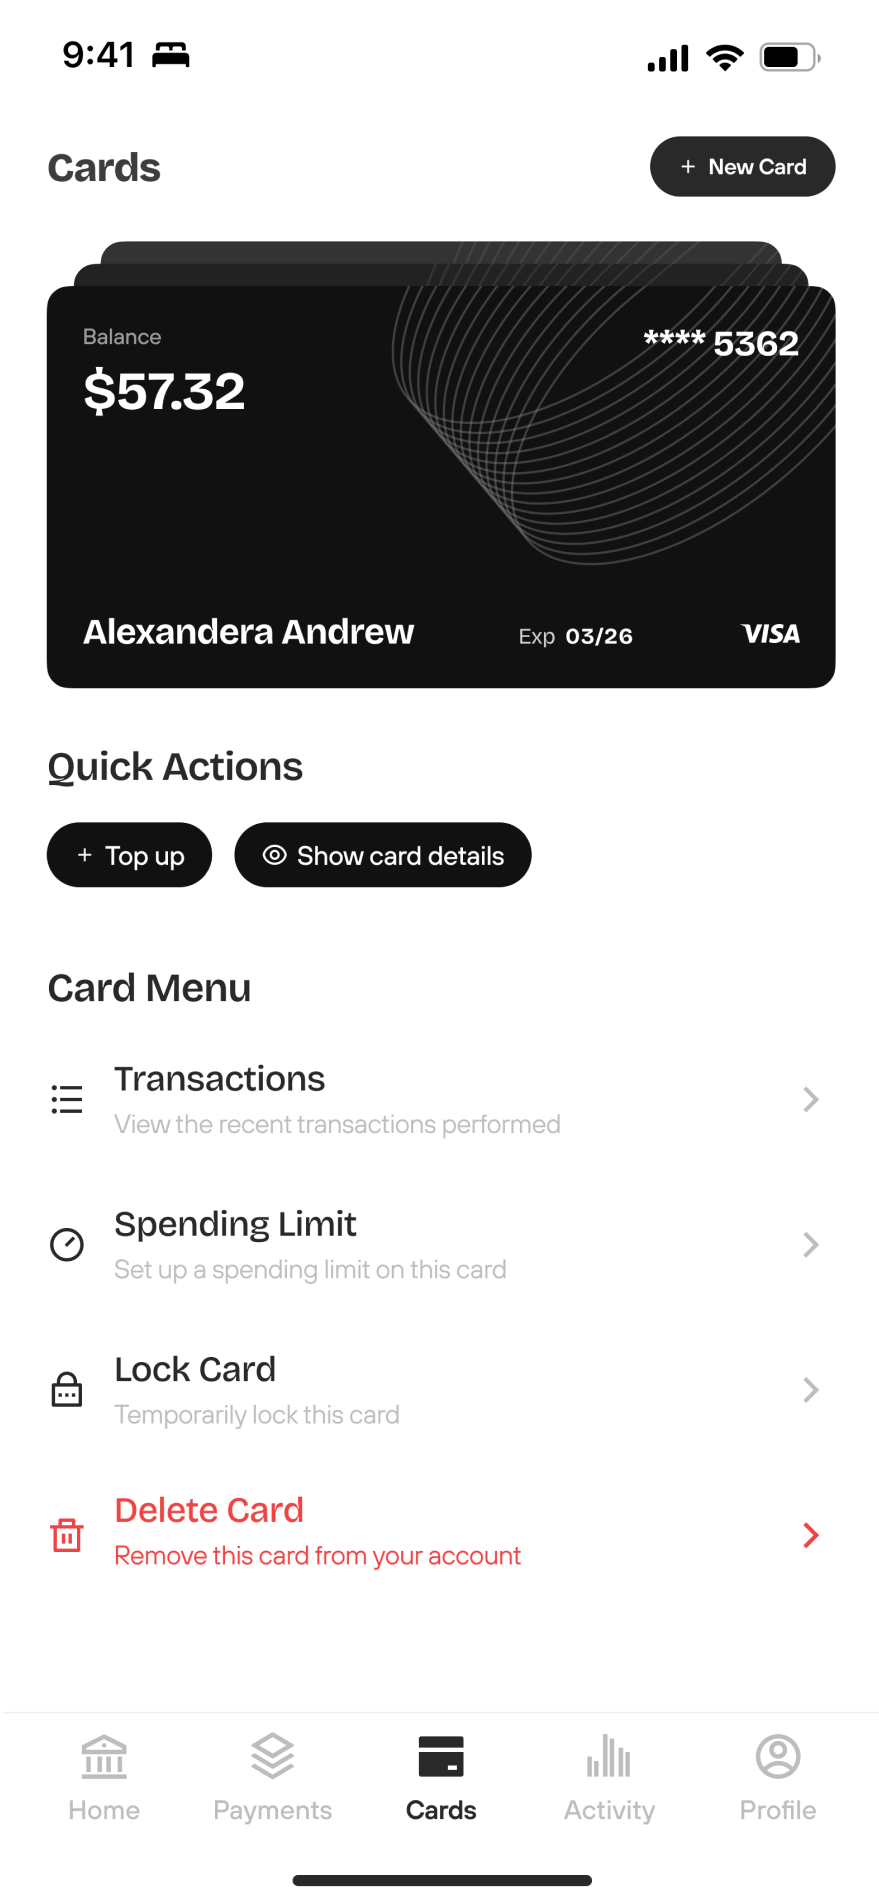 9:41
Cards
+ New Card
Balance
**** 5362
$57.32
Alexandera Andrew
Exp 03/26
VISA
Quick Actions
+ Top up
Show card details
Card Menu
Transactions
View the recent transactions performed
Spending Limit
Set up a spending limit on this card
Lock Card
Temporarily lock this card
Delete Card
Remove this card from your account
Home
Payments
Cards
Activity
Profile